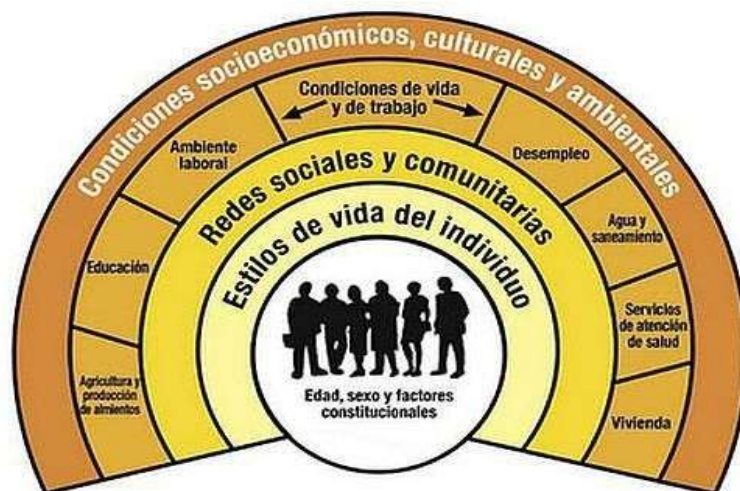 Condiciones socioeconómicos, culturales y ambientales
Condiciones de vida
y de trabajo
Ambiente
laboral
Desempleo
Redes sociales y comunitarias
Agua y
saneamiento
Estilos de vida del individuo
Educación
Servicios
de atención
de salud
Agricultura y
producción
de almientos
Edad, sexo y factores
constitucionales
Vivienda